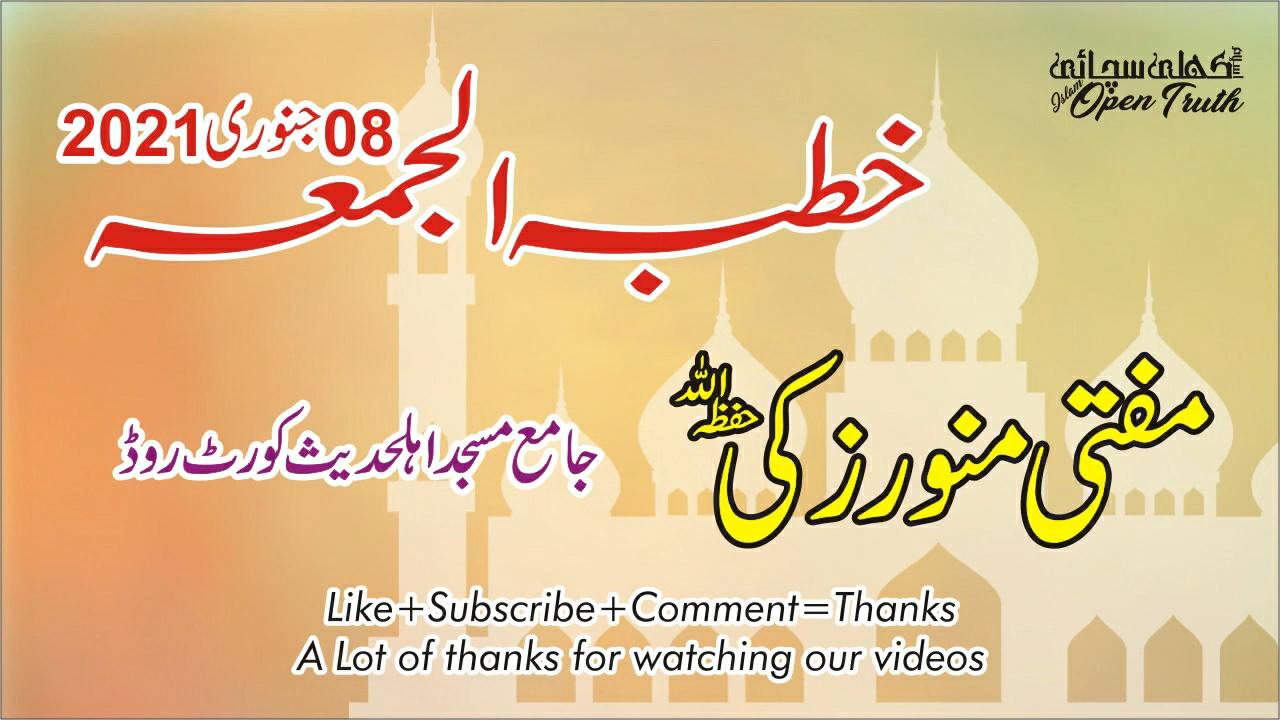 کھلی سچائی
Islam Open Truth
08 جنوری 2021
خطبہ الجمعہ
مفتی منور زکی حفظہ اللہ
جامع مسجد اہلحدیث کورٹ روڈ
Like+Subscribe+Comment=Thanks
A Lot of thanks for watching our videos